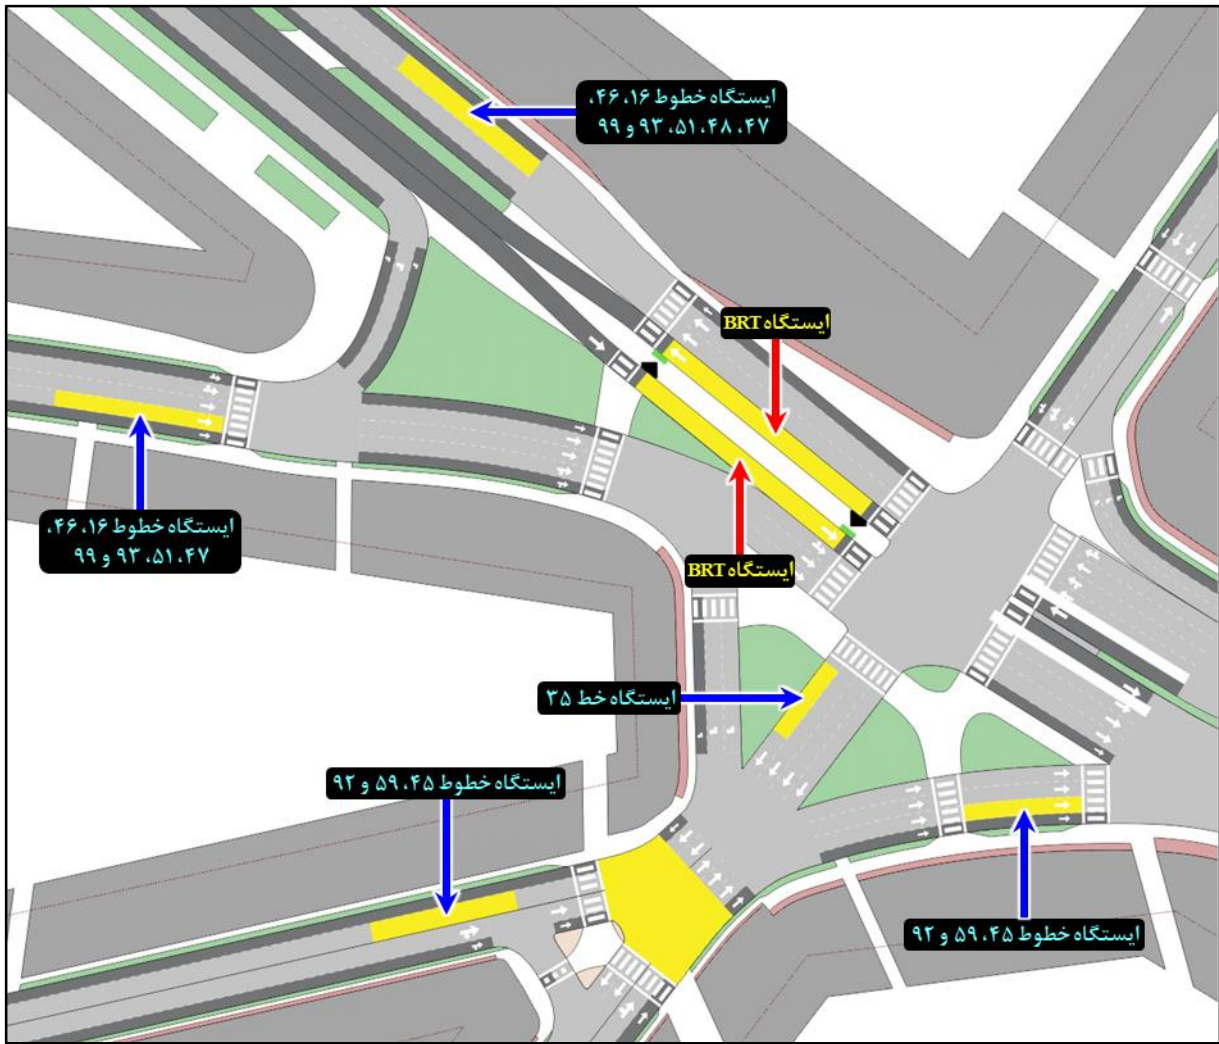 ایستگاه خطوط ۱۶، ۴۶،
۴۷، ۴۸، ۵۱، ۹۳ و ۹۹
ایستگاه BRT
ایستگاه خطوط ۱۶، ۴۶،
۴۷، ۵۱، ۹۳ و ۹۹
ایستگاه BRT
ایستگاه خط ۳۵
ایستگاه خطوط ۴۵، ۵۹ و ۹۲
ایستگاه خطوط ۴۵، ۵۹ و ۹۲